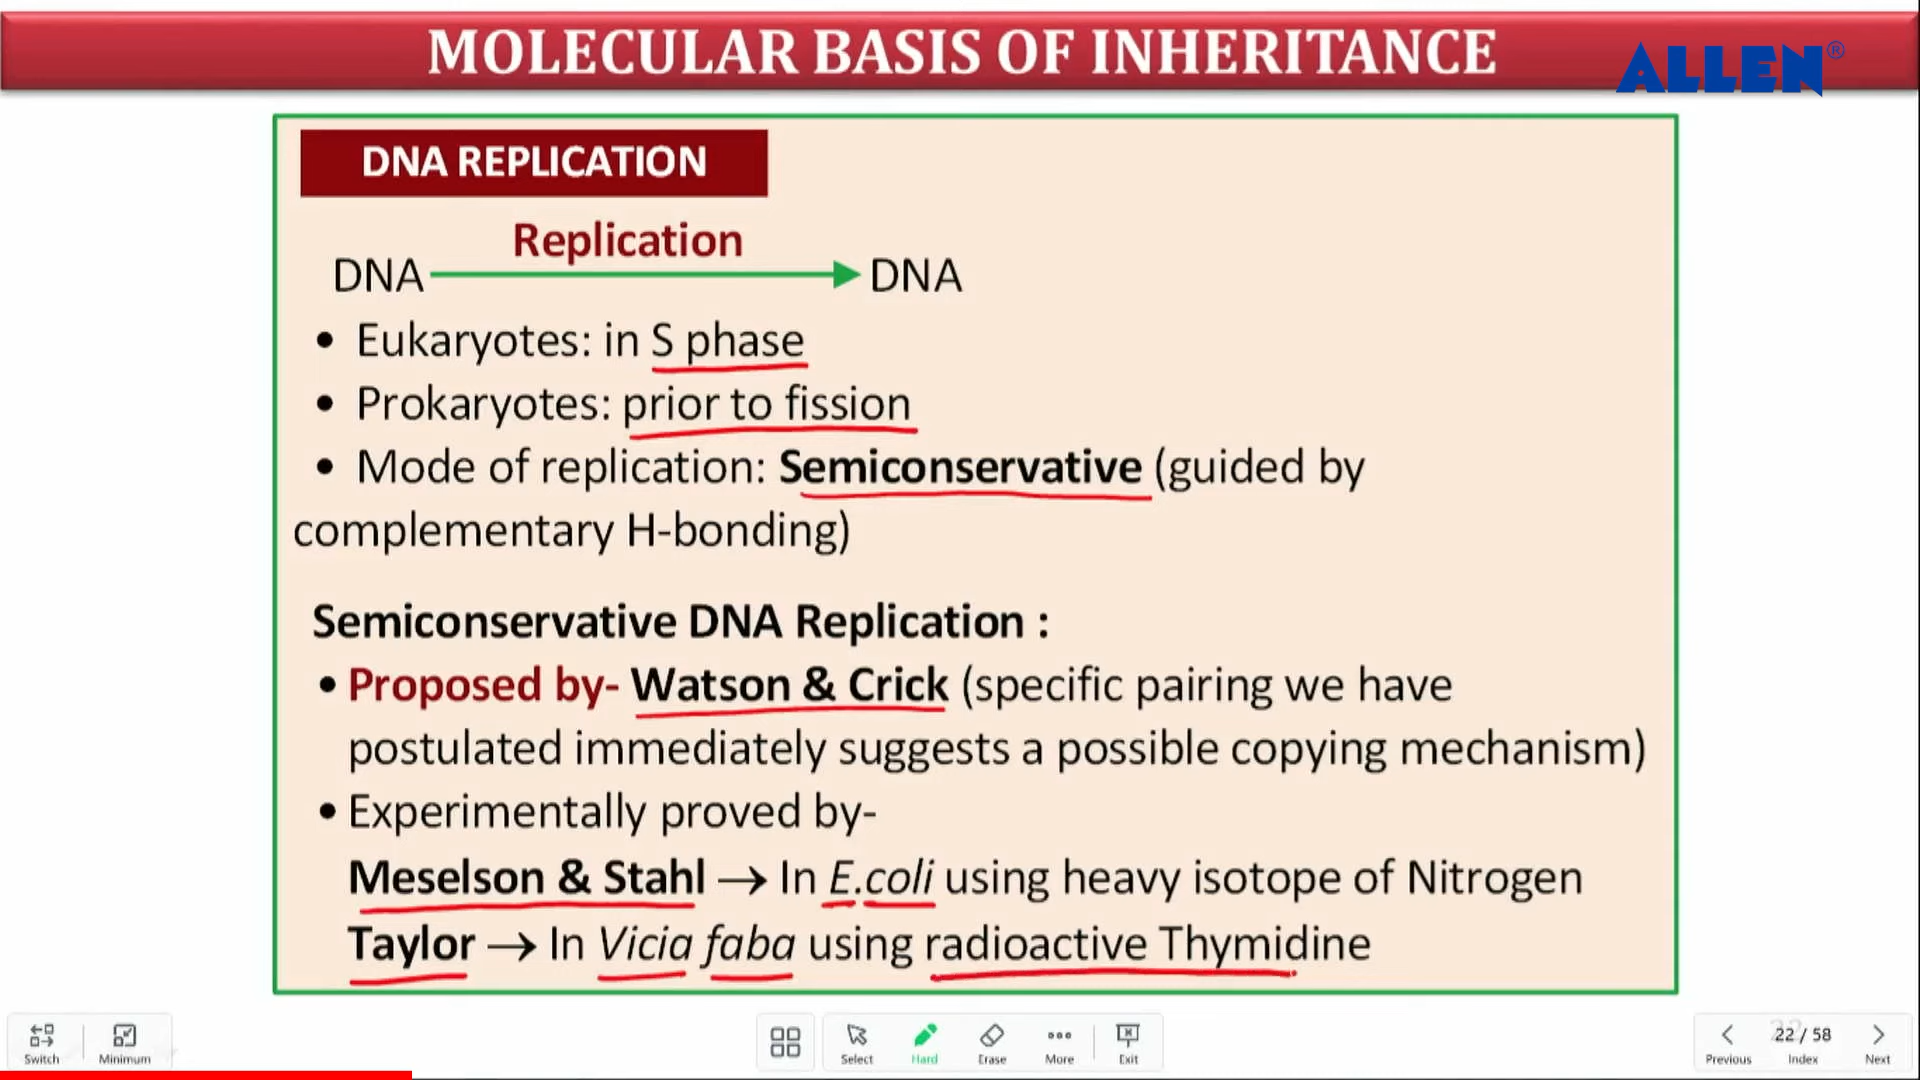 MOLECULAR BASIS OF INHERITANCE
ALLEN®
DNA REPLICATION
Replication
DNA → DNA
• Eukaryotes: in S phase
• Prokaryotes: prior to fission
• Mode of replication: Semiconservative (guided by
complementary H-bonding)
Semiconservative DNA Replication :
• Proposed by- Watson & Crick (specific pairing we have
postulated immediately suggests a possible copying mechanism)
• Experimentally proved by-
Meselson & Stahl → In E.coli using heavy isotope of Nitrogen
Taylor → In Vicia faba using radioactive Thymidine
Switch
Minimum
Select
Hard
Erase
More
Exit
22 / 58
Previous
Index
Next